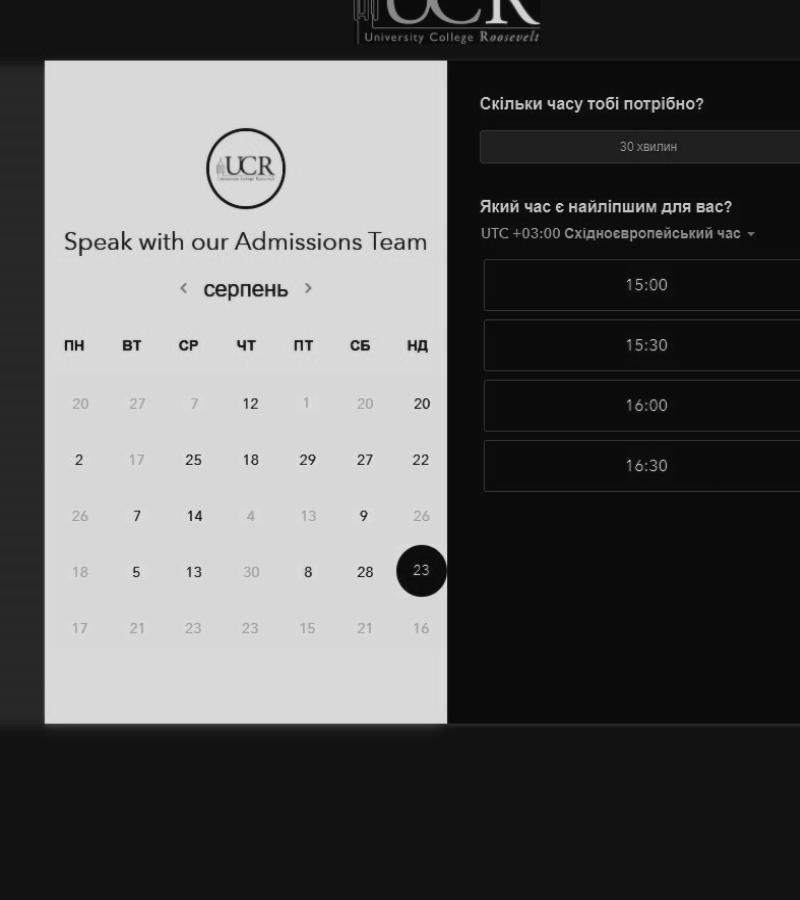 UCR
University College Roosevelt
UCR
University College Roosevelt
Speak with our Admissions Team
серпень
ПН ВТ СР ЧТ ПТ СБ НД
20 27 7 12 1 20 20
2 17 25 18 29 27 22
26 7 14 4 13 9 26
18 5 13 30 8 28 23
17 21 23 23 15 21 16
Скільки часу тобі потрібно?
30 хвилин
Який час є найліпшим для вас?
UTC +03:00 Східноєвропейський час
15:00
15:30
16:00
16:30